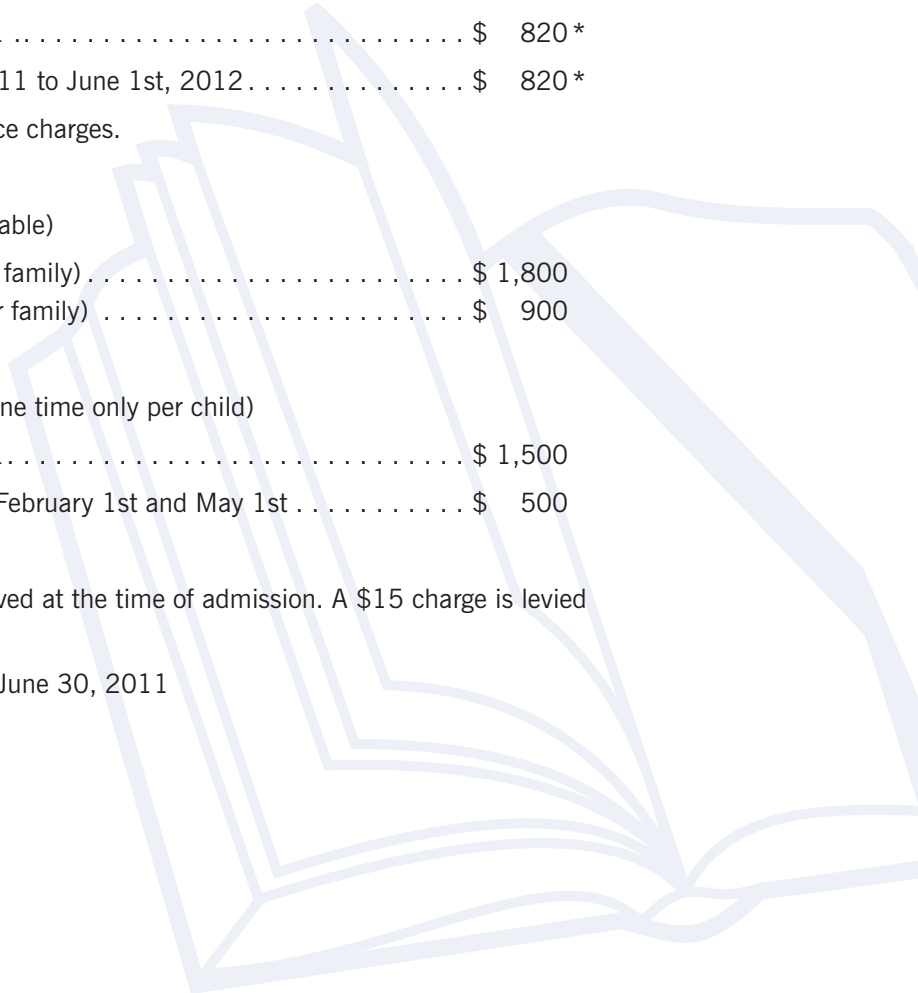 . .. . . . . . . . . . . . . . . . . . . . . . . . . . . . $ 820 *
11 to June 1st, 2012 . . . . . . . . . . . . . . $ 820 *
ce charges.
able)
family) . . . . . . . . . . . . . . . . . . . . . . . . $ 1,800
r family) . . . . . . . . . . . . . . . . . . . . . . . $ 900
ne time only per child)
. . . . . . . . . . . . . . . . . . . . . . . . . . . . . $ 1,500
February 1st and May 1st . . . . . . . . . . . $ 500
ved at the time of admission. A $15 charge is levied
June 30, 2011